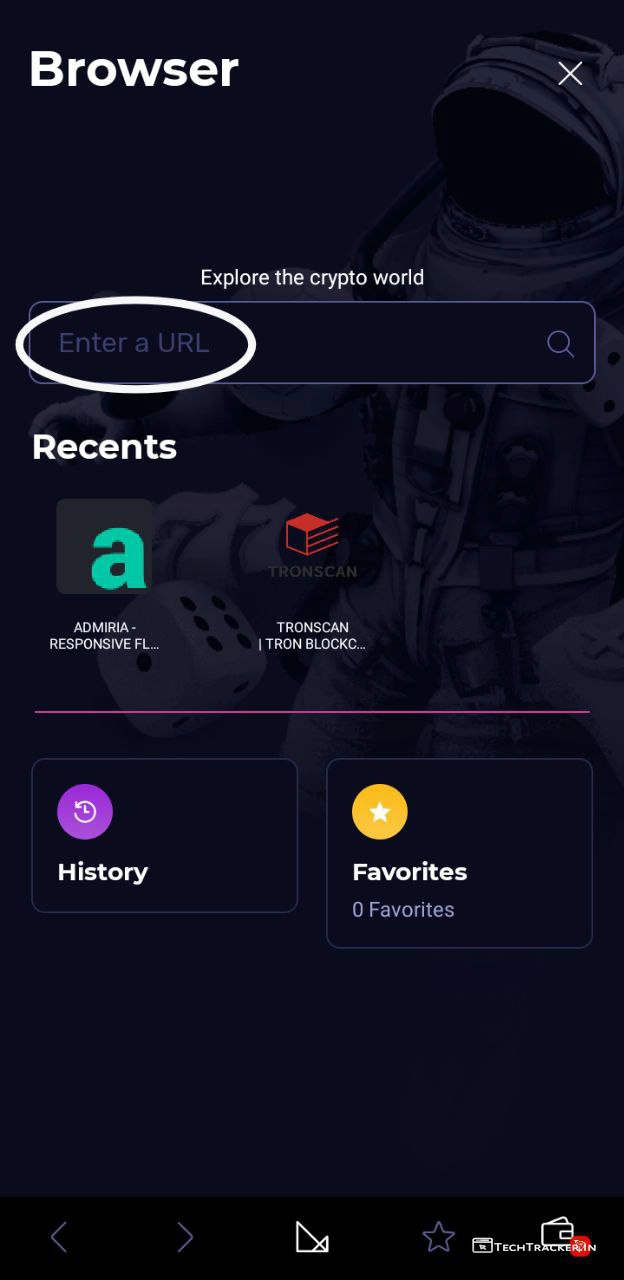 Browser
Explore the crypto world
Enter a URL
Recents
a
TRONSCAN
ADMIRIA -
RESPONSIVE FL...
TRONSCAN
| TRON BLOCKC...
History
Favorites
0 Favorites
TECHTRACKER.IN